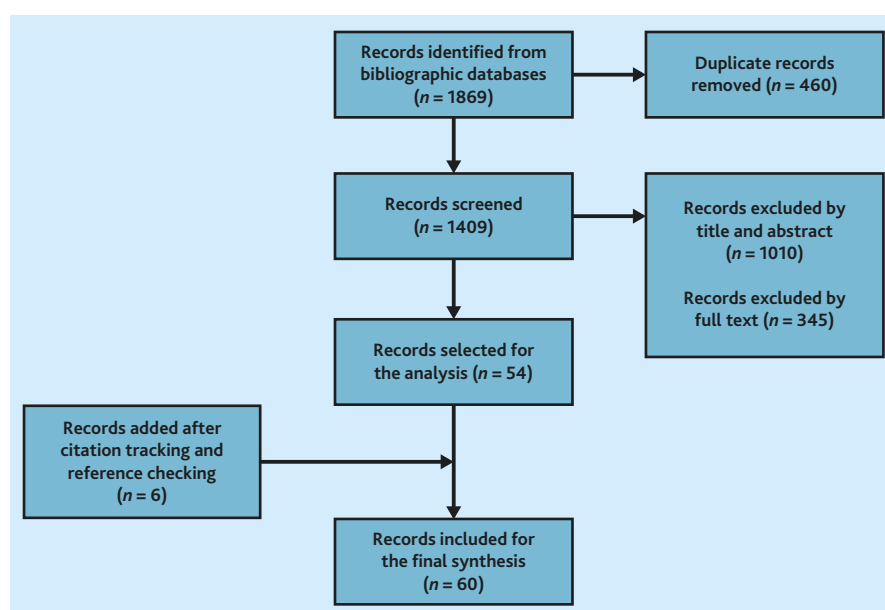 Records identified from
bibliographic databases
(n = 1869)
Duplicate records
removed (n = 460)
Records screened
(n = 1409)
Records excluded by
title and abstract
(n = 1010)
Records excluded by
full text (n = 345)
Records selected for
the analysis (n = 54)
Records added after
citation tracking and
reference checking
(n = 6)
Records included for
the final synthesis
(n = 60)